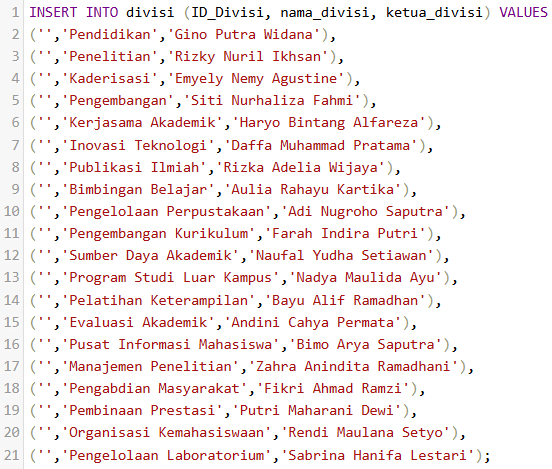 1 INSERT INTO divisi (ID_Divisi, nama_divisi, ketua_divisi) VALUES
2 ('','Pendidikan','Gino Putra Widana'),
3 ('','Penelitian','Rizky Nuril Ikhsan'),
4 ('','Kaderisasi','Emyely Nemy Agustine'),
5 ('','Pengembangan','Siti Nurhaliza Fahmi'),
6 ('','Kerjasama Akademik','Haryo Bintang Alfareza'),
7 ('','Inovasi Teknologi','Daffa Muhammad Pratama'),
8 ('','Publikasi Ilmiah','Rizka Adelia Wijaya'),
9 ('','Bimbingan Belajar','Aulia Rahayu Kartika'),
10 ('','Pengelolaan Perpustakaan','Adi Nugroho Saputra'),
11 ('','Pengembangan Kurikulum','Farah Indira Putri'),
12 ('','Sumber Daya Akademik','Naufal Yudha Setiawan'),
13 ('','Program Studi Luar Kampus','Nadya Maulida Ayu'),
14 ('','Pelatihan Keterampilan','Bayu Alif Ramadhan'),
15 ('','Evaluasi Akademik','Andini Cahya Permata'),
16 ('','Pusat Informasi Mahasiswa','Bimo Arya Saputra'),
17 ('','Manajemen Penelitian','Zahra Anindita Ramadhani'),
18 ('','Pengabdian Masyarakat','Fikri Ahmad Ramzi'),
19 ('','Pembinaan Prestasi','Putri Maharani Dewi'),
20 ('','Organisasi Kemahasiswaan','Rendi Maulana Setyo'),
21 ('','Pengelolaan Laboratorium','Sabrina Hanifa Lestari');